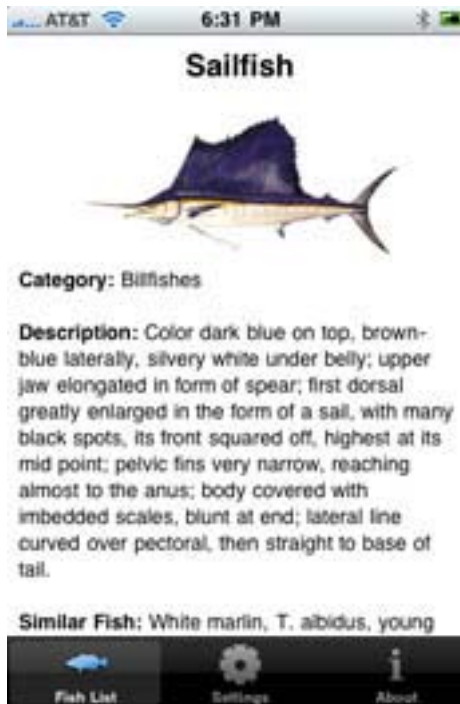 AT&T 6:31 PM
Sailfish
Category: Billfishes
Description: Color dark blue on top, brown-
blue laterally, silvery white under belly; upper
jaw elongated in form of spear; first dorsal
greatly enlarged in the form of a sail, with many
black spots, its front squared off, highest at its
mid point; pelvic fins very narrow, reaching
almost to the anus; body covered with
imbedded scales, blunt at end; lateral line
curved over pectoral, then straight to base of
tail.
Similar Fish: White marlin, T. albidus, young
Fish List Settings About